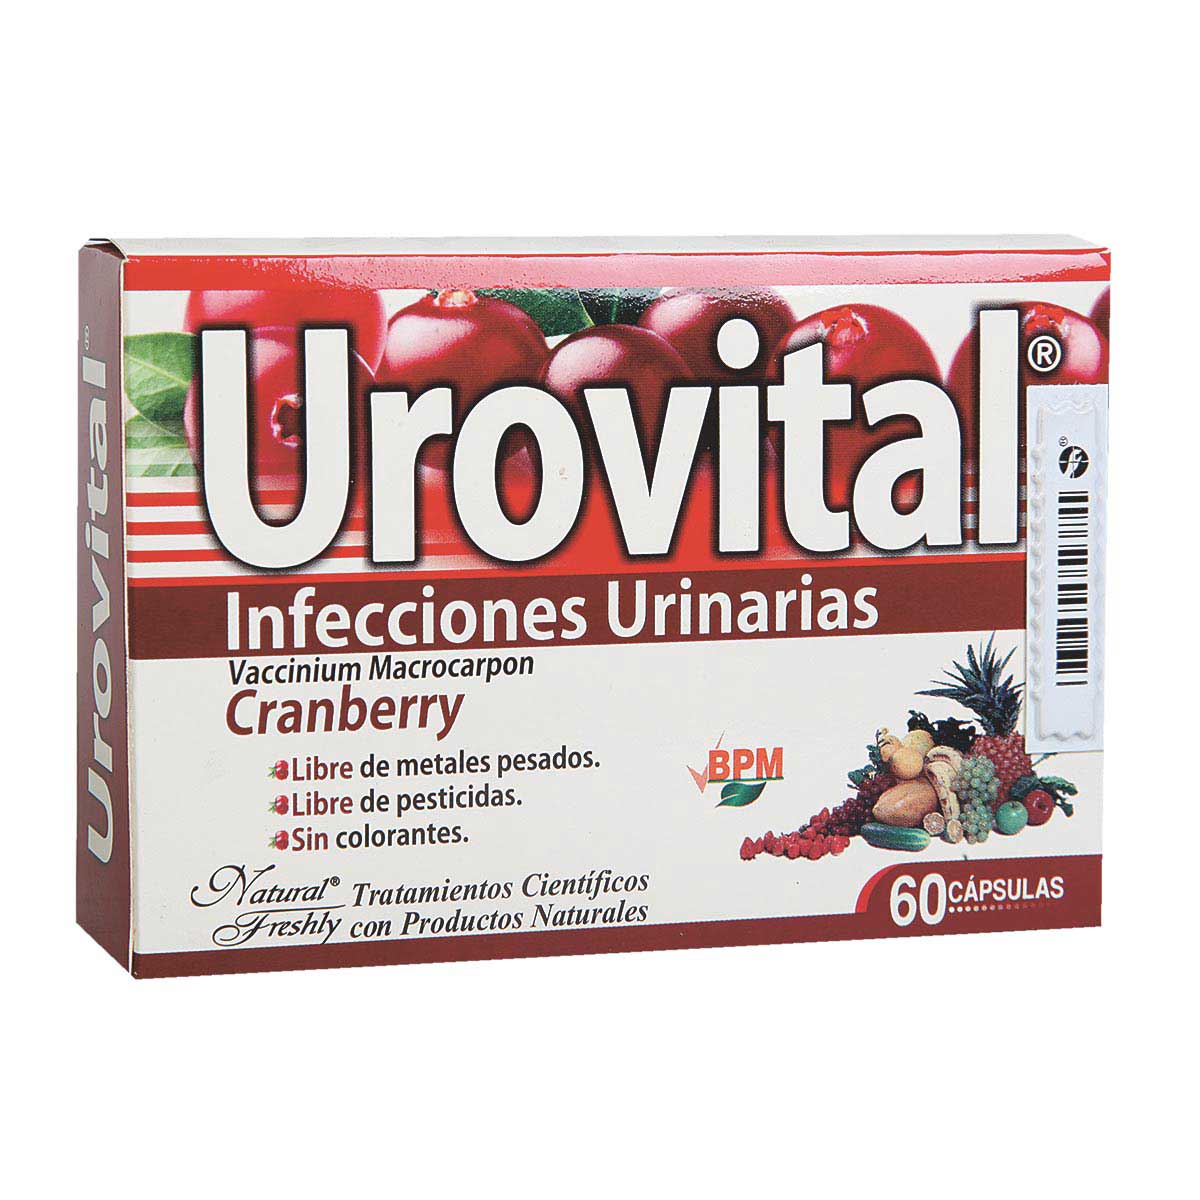 Urovital®
Urovital®
Infecciones Urinarias
Vaccinium Macrocarpon
Cranberry
Libre de metales pesados.
Libre de pesticidas.
Sin colorantes.
BPM
Natural®
Freshly
Tratamientos Científicos
con Productos Naturales
60 CÁPSULAS
®